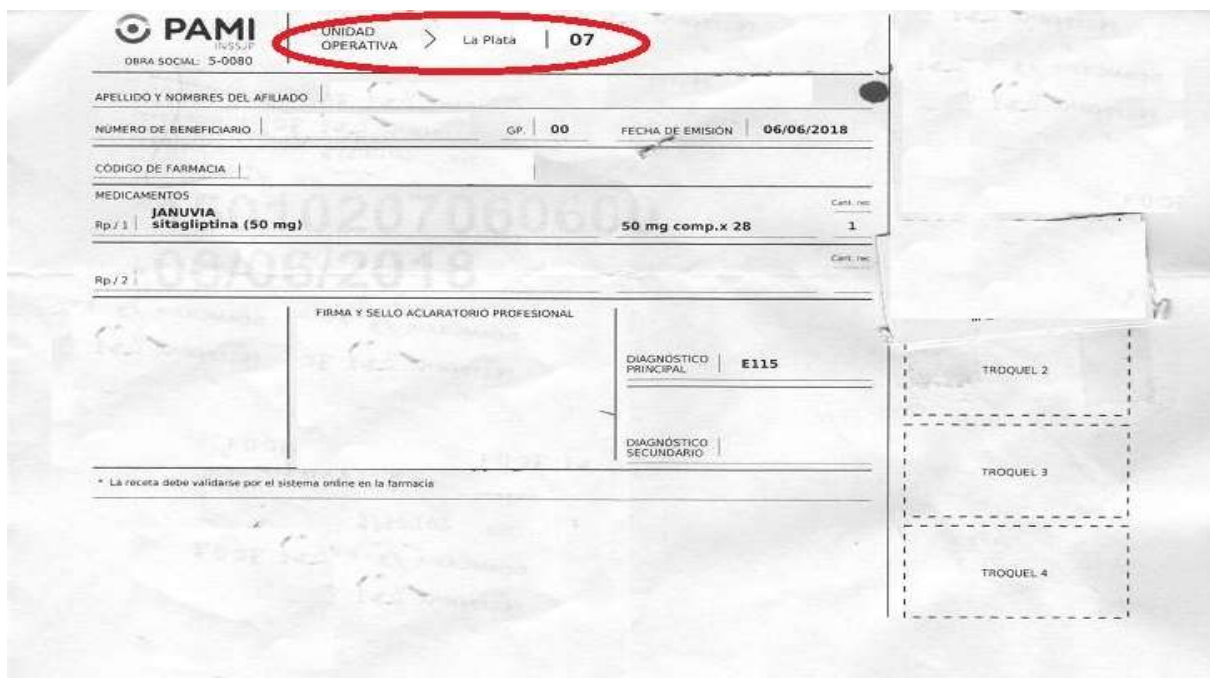 PAMI
INSSJP
OBRA SOCIAL: 5-0080
UNIDAD OPERATIVA > La Plata | 07
APELLIDO Y NOMBRES DEL AFILIADO
NÚMERO DE BENEFICIARIO GP. 00 FECHA DE EMISIÓN 06/06/2018
CÓDIGO DE FARMACIA
MEDICAMENTOS
Cant. rec
Rp / 1 JANUVIA
sitagliptina (50 mg) 50 mg comp.x 28 1
Cant. rec
Rp / 2
FIRMA Y SELLO ACLARATORIO PROFESIONAL
DIAGNÓSTICO PRINCIPAL E115
DIAGNÓSTICO SECUNDARIO
* La receta debe validarse por el sistema online en la farmacia
TROQUEL 2
TROQUEL 3
TROQUEL 4